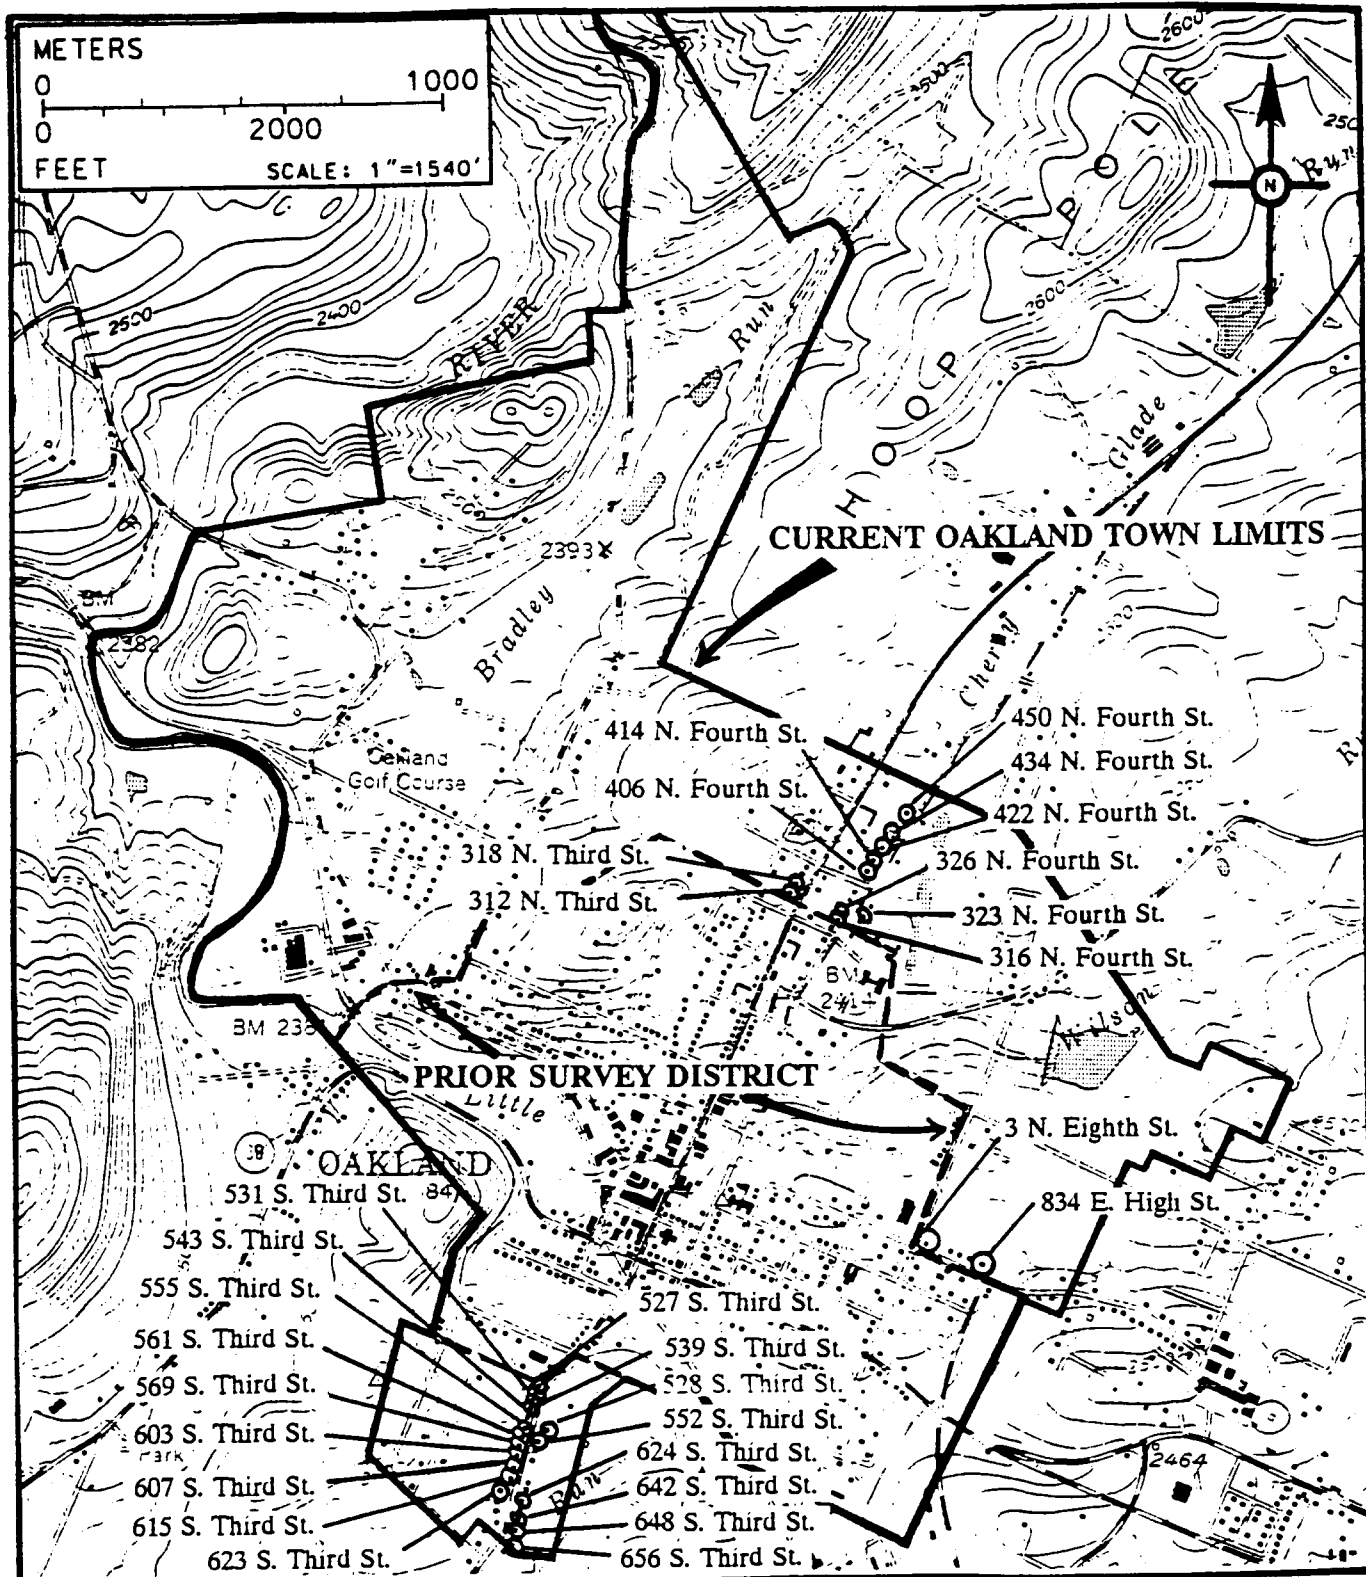 METERS
0 1000
0 2000
FEET SCALE: 1"=1540'
2600
2500
P O L E
N
Run
2500
2400
RIVER
Run
2600
H O O P
Glade
CURRENT OAKLAND TOWN LIMITS
2393 X
BM
2382
Bradley
Cherry
414 N. Fourth St.
450 N. Fourth St.
Oakland
Golf Course
434 N. Fourth St.
406 N. Fourth St.
422 N. Fourth St.
318 N. Third St.
326 N. Fourth St.
312 N. Third St.
323 N. Fourth St.
316 N. Fourth St.
BM
BM
Wilson
PRIOR SURVEY DISTRICT
Little
3 N. Eighth St.
OAKLAND
531 S. Third St.
834 E. High St.
543 S. Third St.
555 S. Third St.
527 S. Third St.
561 S. Third St.
539 S. Third St.
569 S. Third St.
528 S. Third St.
603 S. Third St.
552 S. Third St.
Park
624 S. Third St.
2464
607 S. Third St.
Run
642 S. Third St.
615 S. Third St.
648 S. Third St.
623 S. Third St.
656 S. Third St.